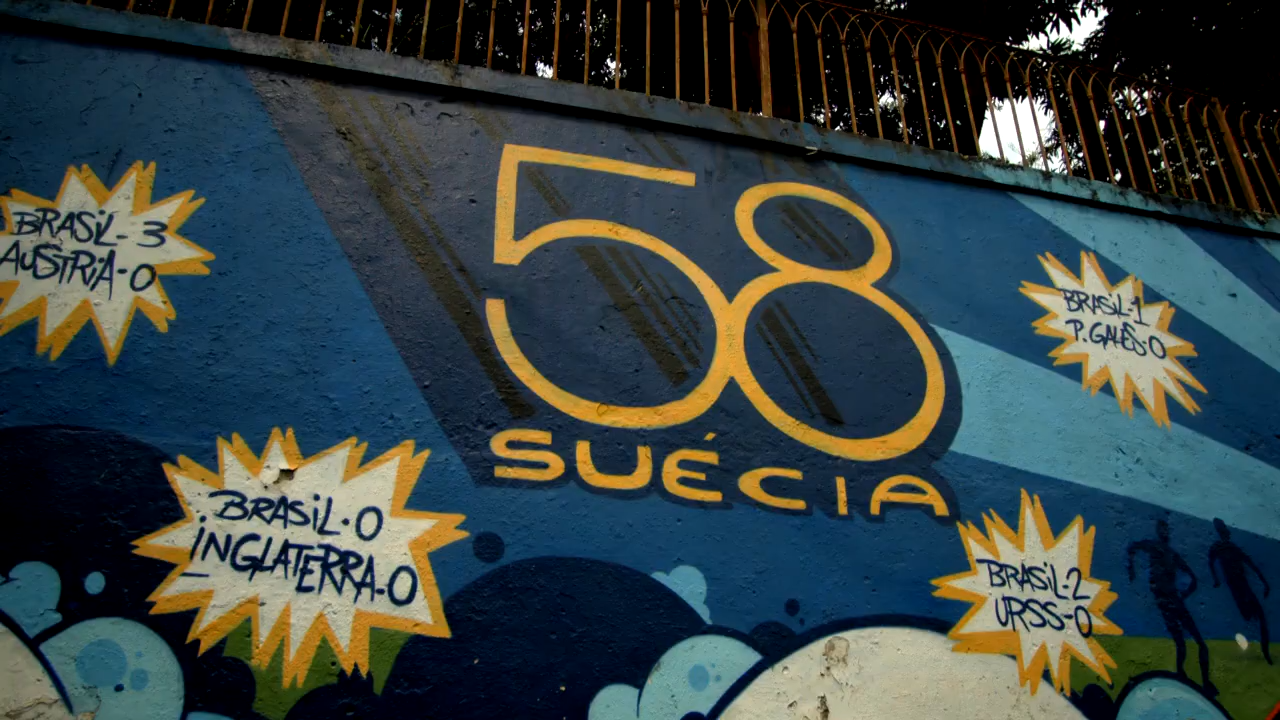 BRASiL-3
AUSTRiA-0
58
SUÉCIA
BRASiL-1
P. GALES-0
BRASiL-0
iNGLATERRA-0
BRASiL-2
URSS-0